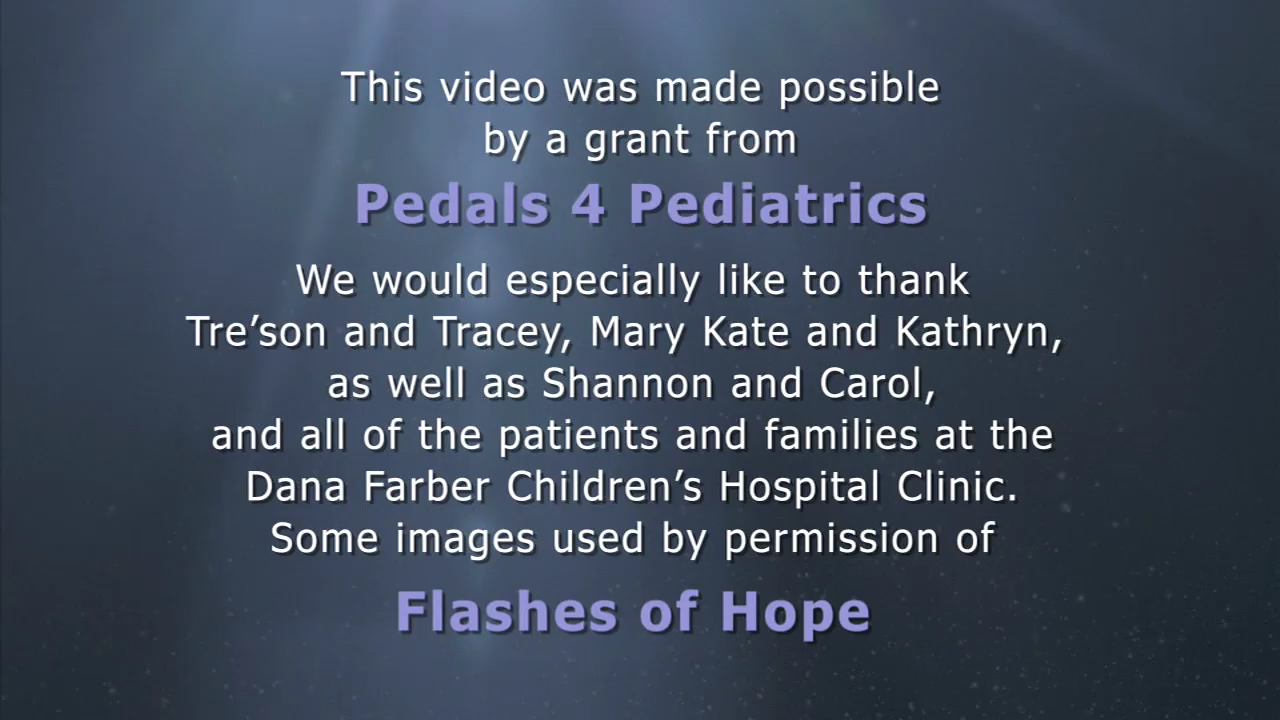 This video was made possible
by a grant from
Pedals 4 Pediatrics
We would especially like to thank
Tre’son and Tracey, Mary Kate and Kathryn,
as well as Shannon and Carol,
and all of the patients and families at the
Dana Farber Children’s Hospital Clinic.
Some images used by permission of
Flashes of Hope